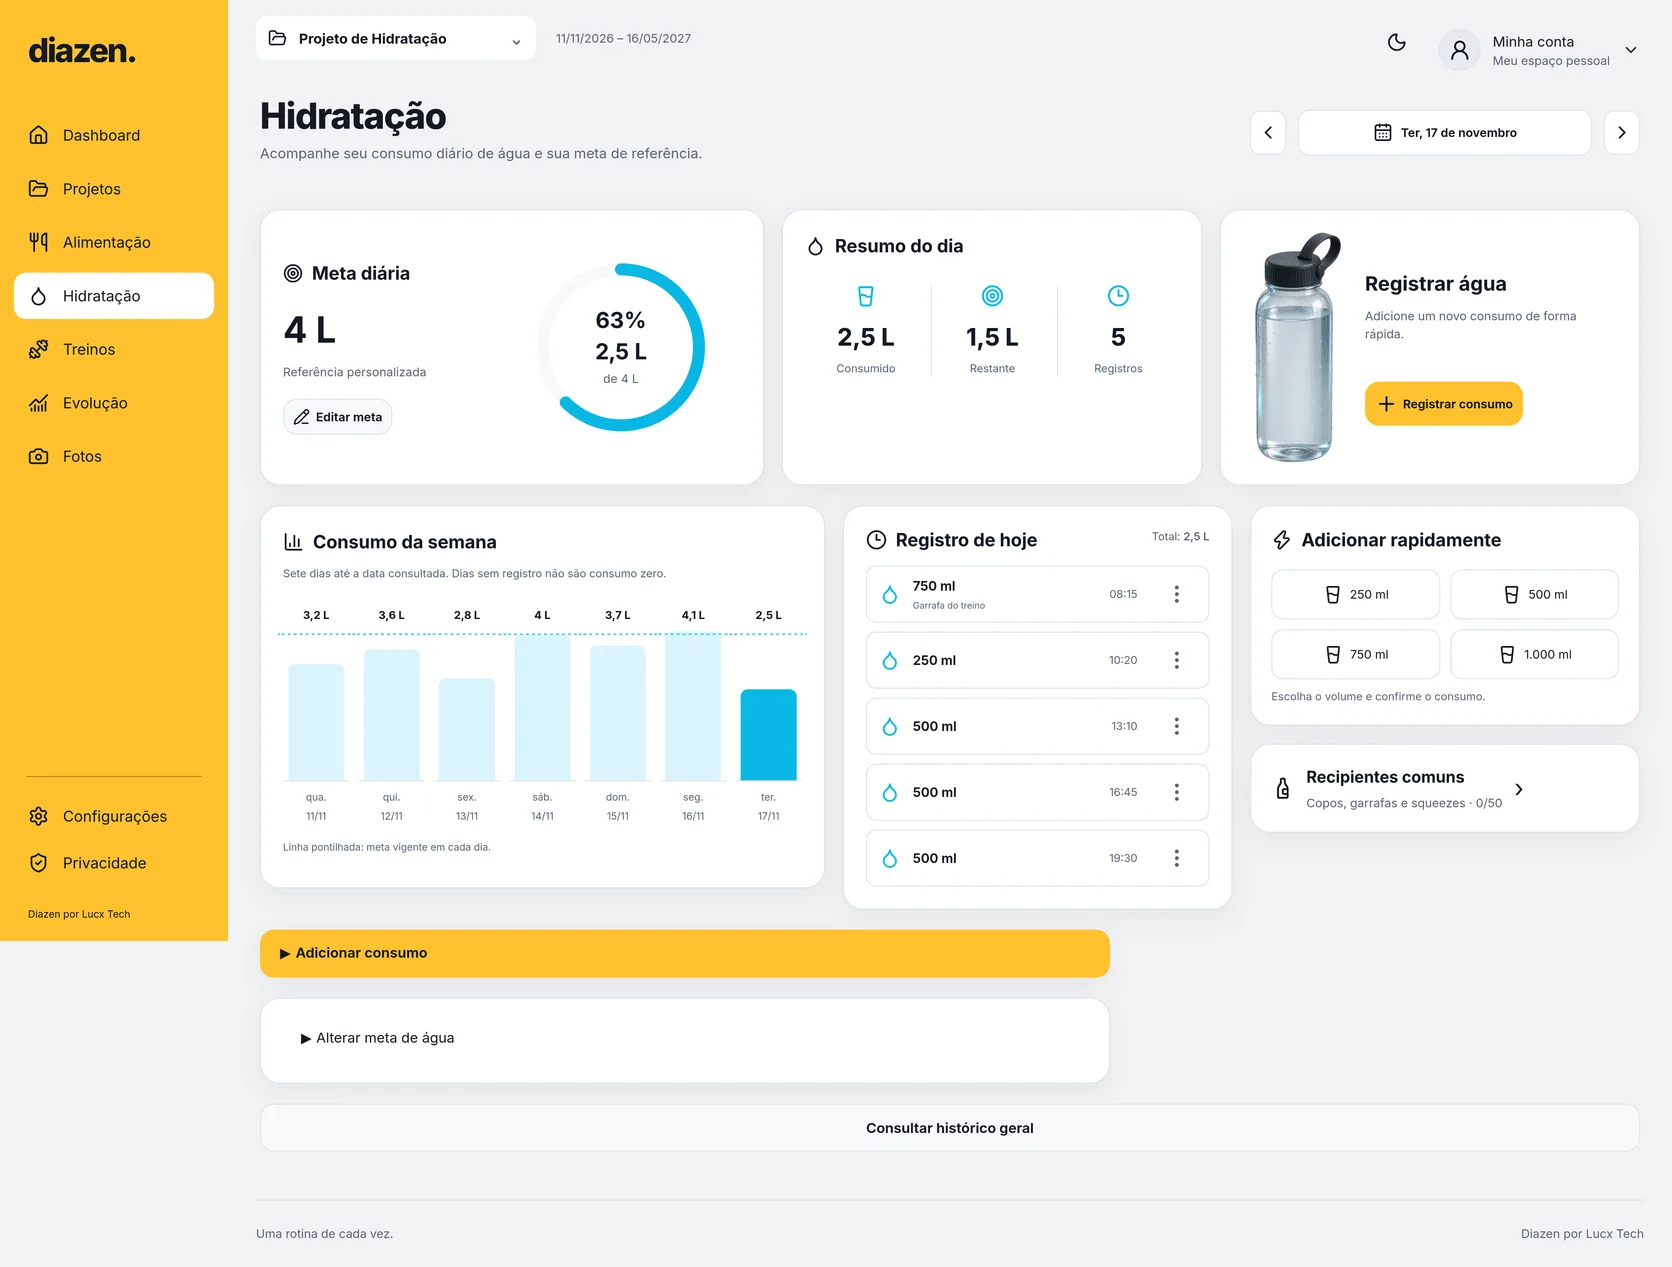 diazen.
Dashboard
Projetos
Alimentação
Hidratação
Treinos
Evolução
Fotos
Configurações
Privacidade
Diazen por Lucx Tech
Projeto de Hidratação
11/11/2026 – 16/05/2027
Minha conta
Meu espaço pessoal
Hidratação
Acompanhe seu consumo diário de água e sua meta de referência.
Ter, 17 de novembro
Meta diária
4 L
Referência personalizada
Editar meta
63%
2,5 L
de 4 L
Resumo do dia
2,5 L
Consumido
1,5 L
Restante
5
Registros
Registrar água
Adicione um novo consumo de forma
rápida.
Registrar consumo
Consumo da semana
Sete dias até a data consultada. Dias sem registro não são consumo zero.
3,2 L 3,6 L 2,8 L 4 L 3,7 L 4,1 L 2,5 L
qua. qui. sex. sáb. dom. seg. ter.
11/11 12/11 13/11 14/11 15/11 16/11 17/11
Linha pontilhada: meta vigente em cada dia.
Registro de hoje
Total: 2,5 L
750 ml
Garrafa do treino
08:15
250 ml
10:20
500 ml
13:10
500 ml
16:45
500 ml
19:30
Adicionar rapidamente
250 ml
500 ml
750 ml
1.000 ml
Escolha o volume e confirme o consumo.
Recipientes comuns
Copos, garrafas e squeezes · 0/50
▶ Adicionar consumo
▶ Alterar meta de água
Consultar histórico geral
Uma rotina de cada vez.
Diazen por Lucx Tech